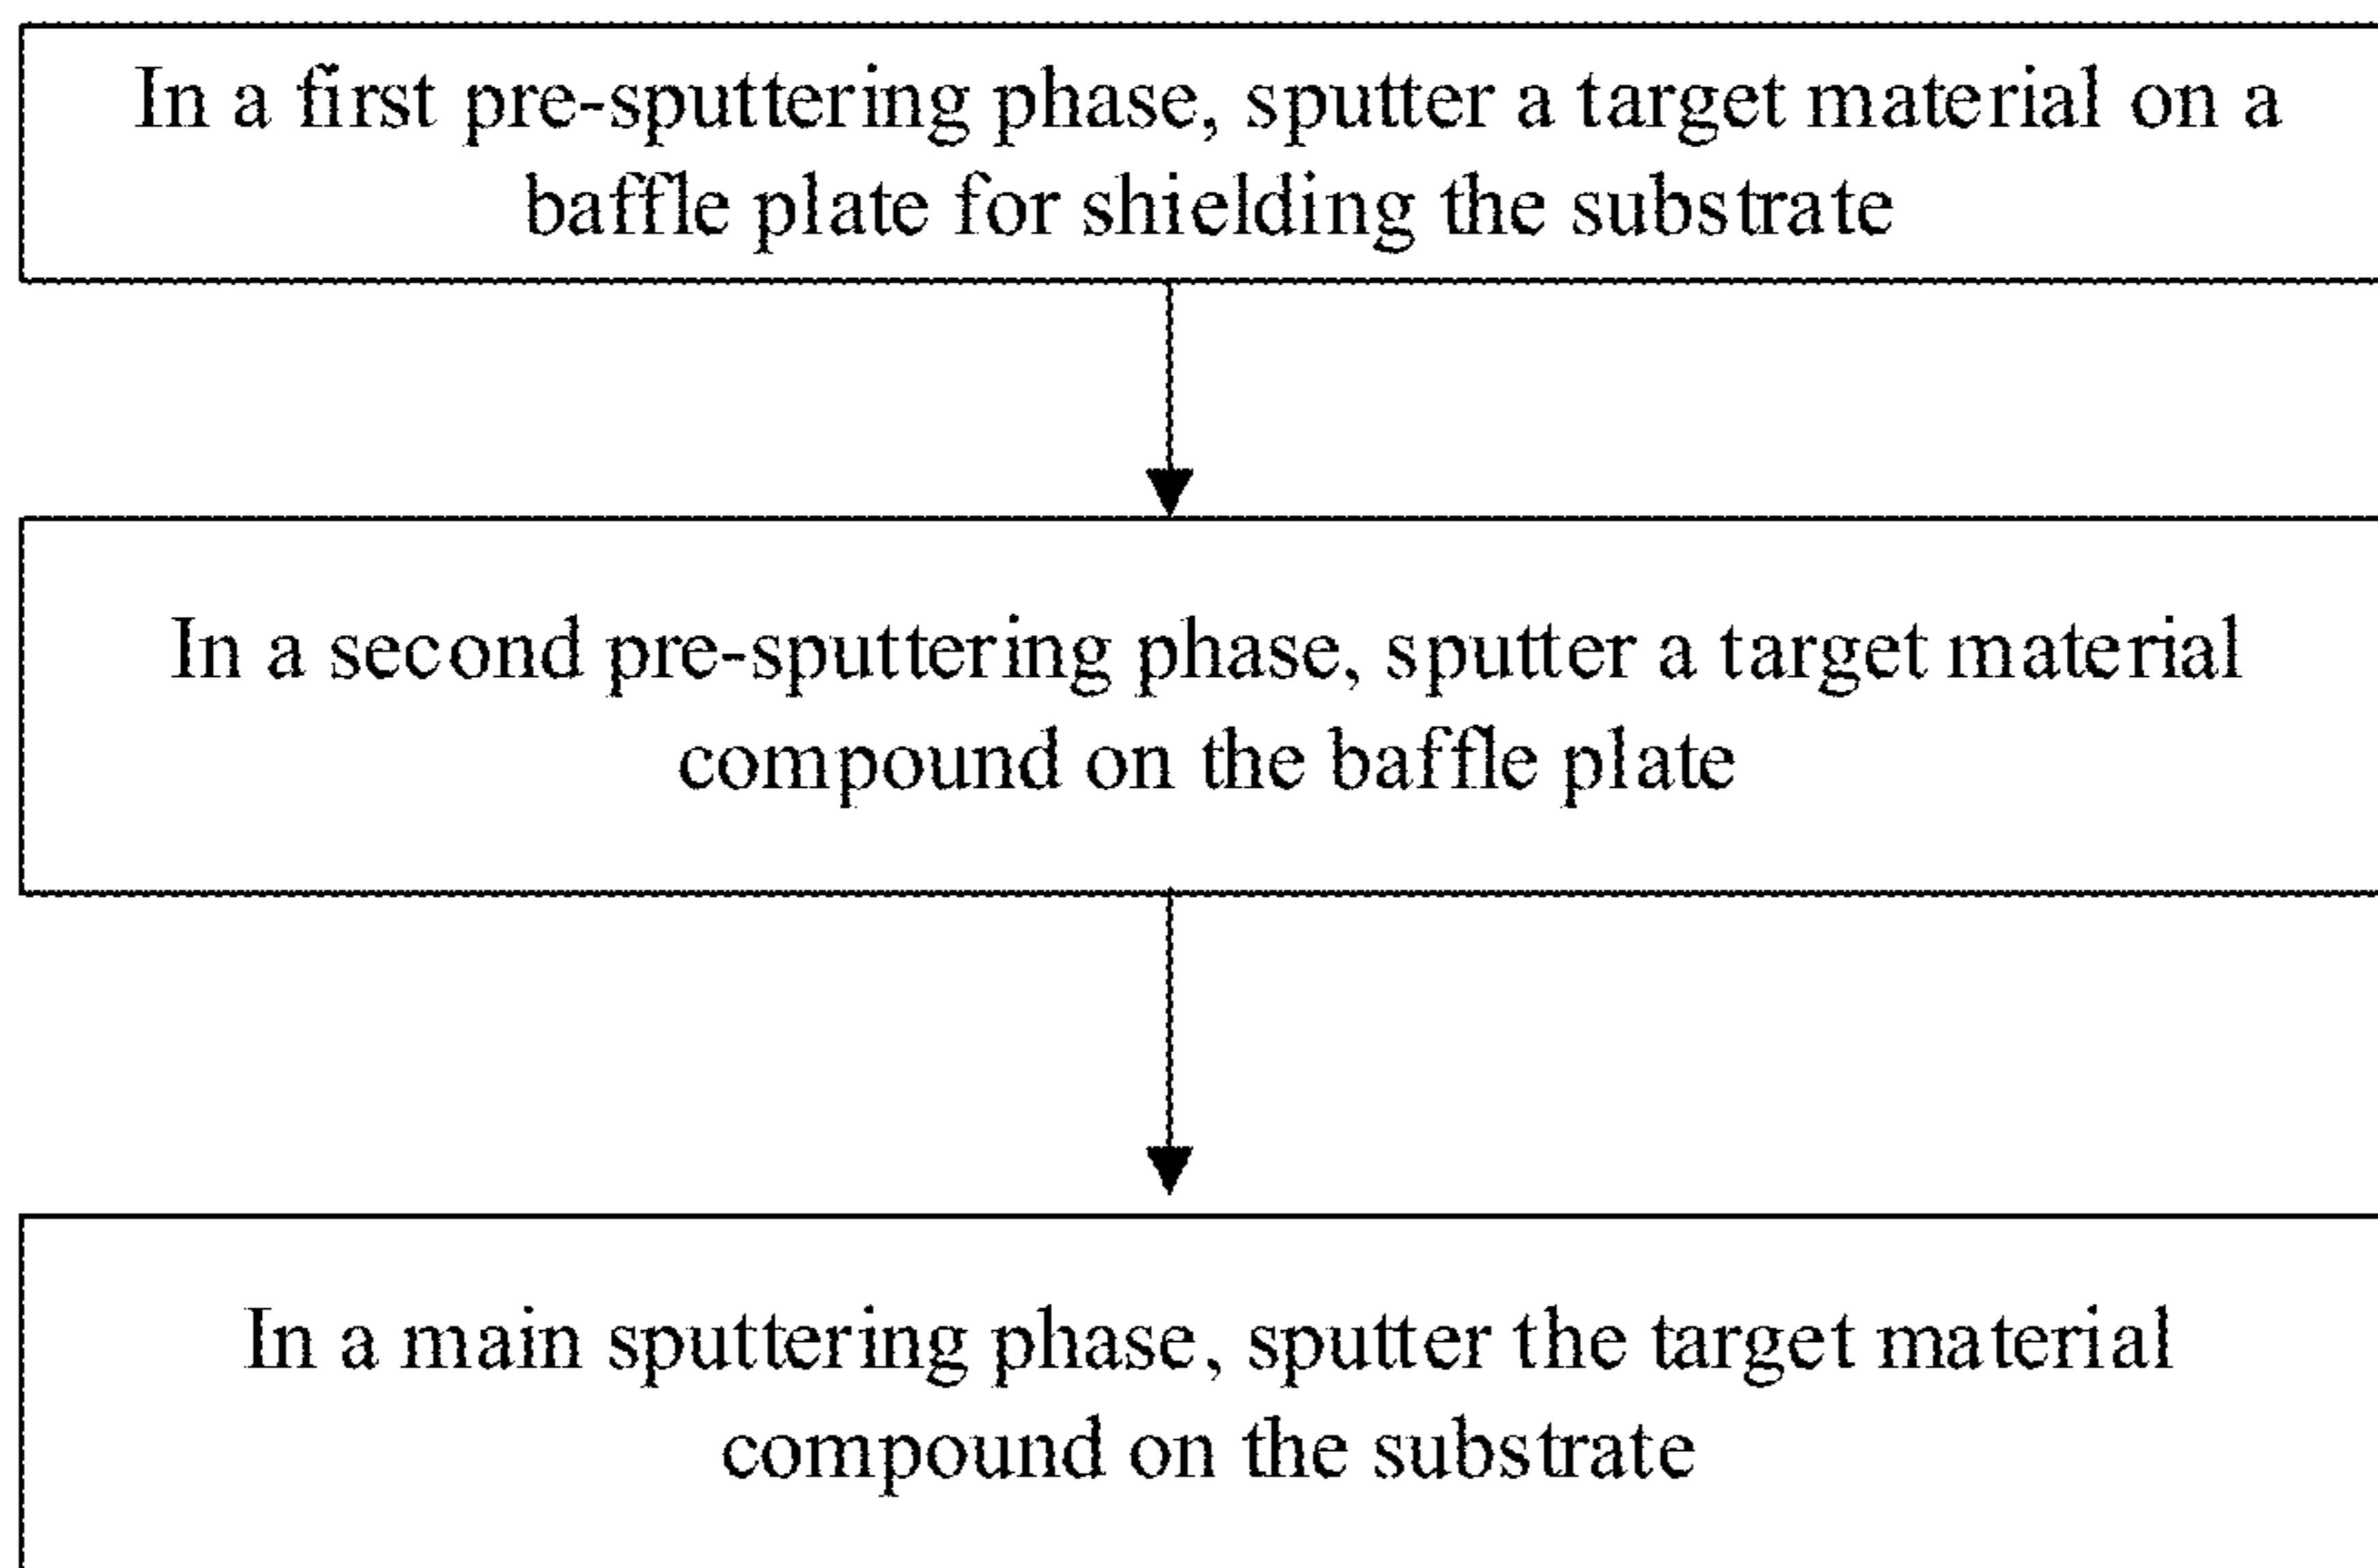 In a first pre-sputtering phase, sputter a target material on a
baffle plate for shielding the substrate
In a second pre-sputtering phase, sputter a target material
compound on the baffle plate
In a main sputtering phase, sputter the target material
compound on the substrate